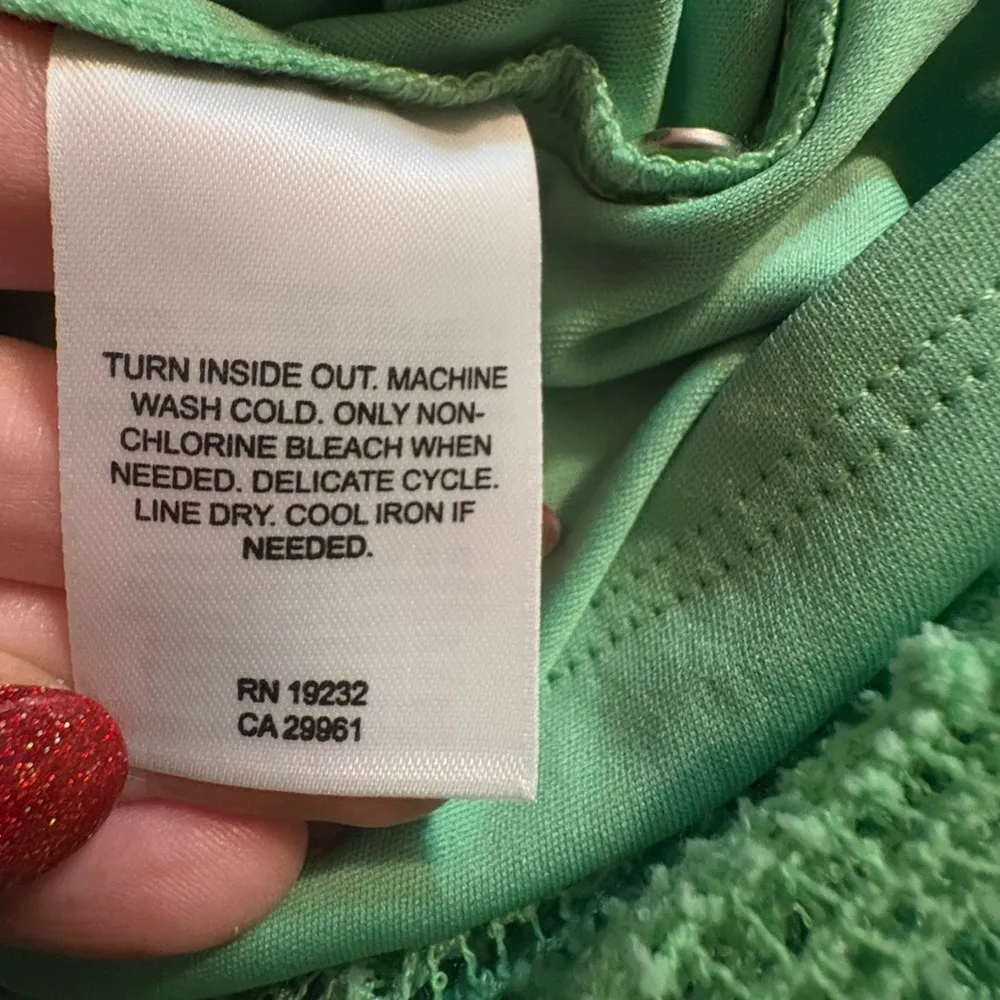 TURN INSIDE OUT. MACHINE
WASH COLD. ONLY NON-
CHLORINE BLEACH WHEN
NEEDED. DELICATE CYCLE.
LINE DRY. COOL IRON IF
NEEDED.
RN 19232
CA 29961